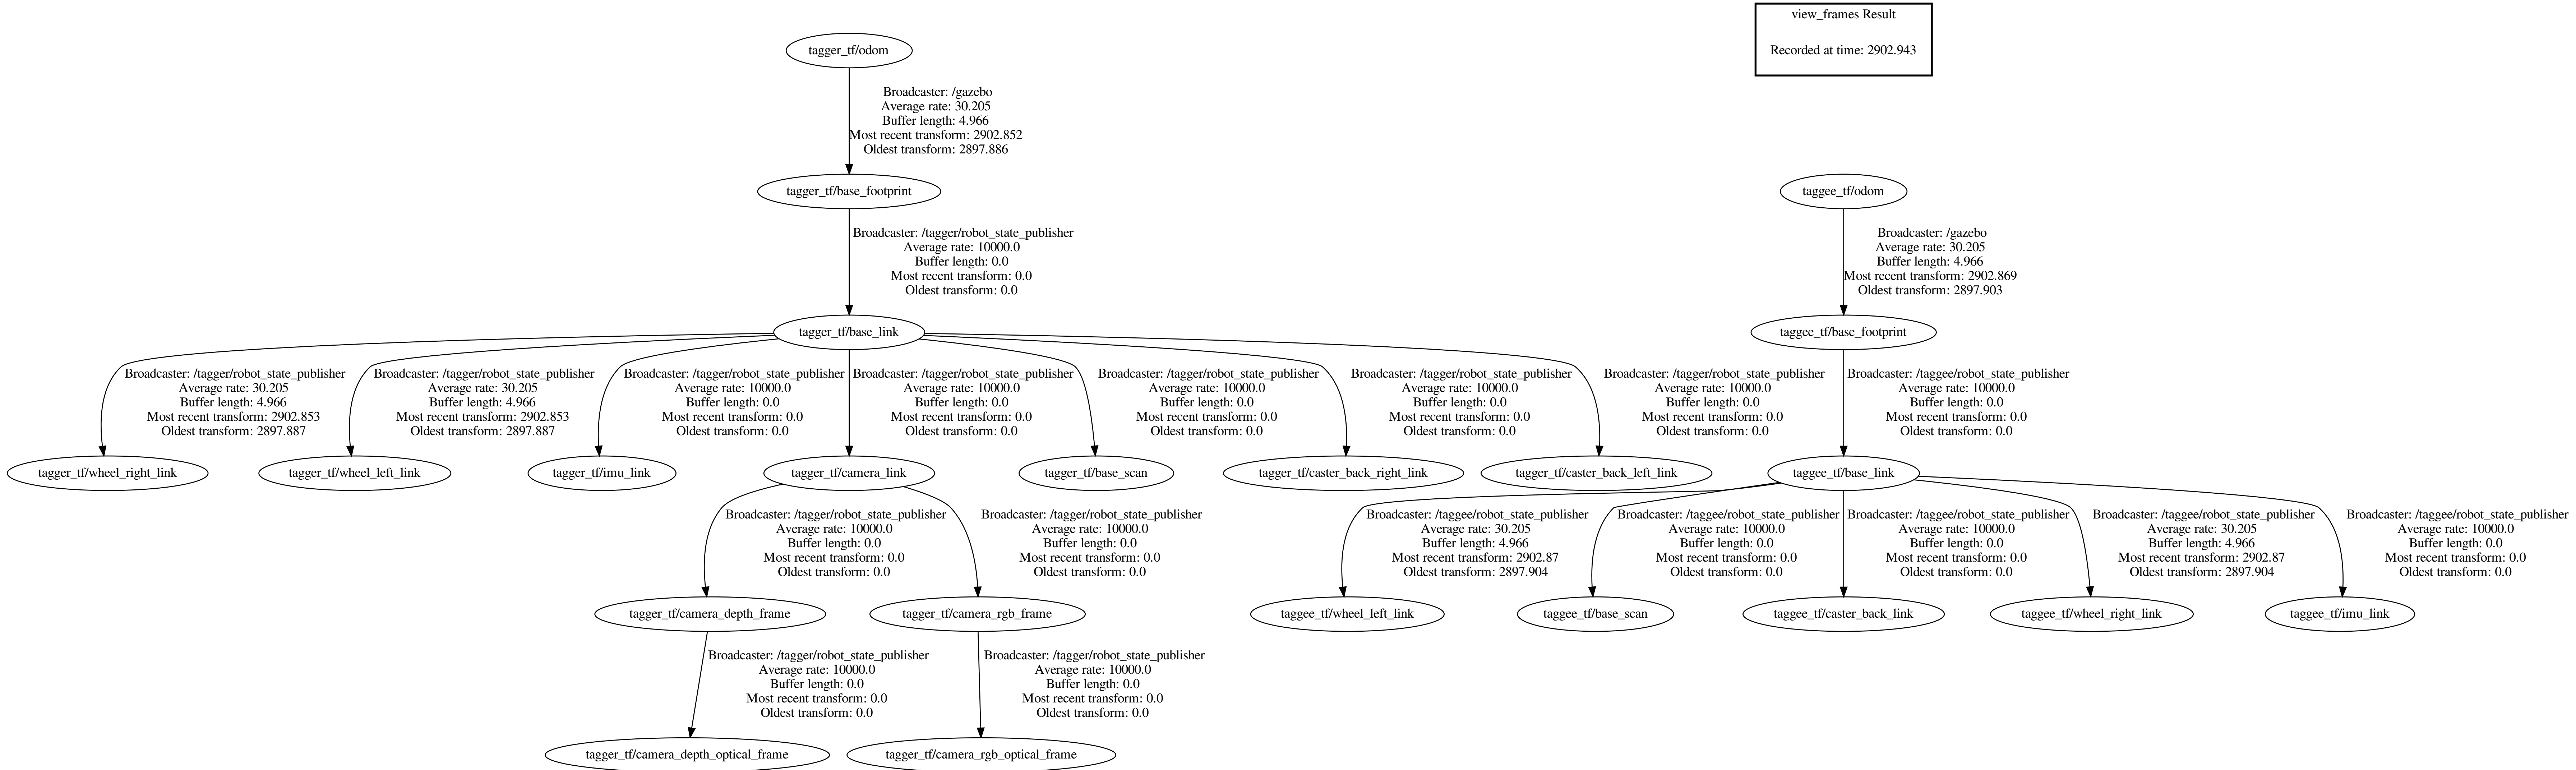 view_frames Result
Recorded at time: 2902.943
tagger_tf/odom
Broadcaster: /gazebo
Average rate: 30.205
Buffer length: 4.966
Most recent transform: 2902.852
Oldest transform: 2897.886
tagger_tf/base_footprint
taggee_tf/odom
Broadcaster: /tagger/robot_state_publisher
Average rate: 10000.0
Buffer length: 0.0
Most recent transform: 0.0
Oldest transform: 0.0
Broadcaster: /gazebo
Average rate: 30.205
Buffer length: 4.966
Most recent transform: 2902.869
Oldest transform: 2897.903
tagger_tf/base_link
taggee_tf/base_footprint
Broadcaster: /tagger/robot_state_publisher
Average rate: 30.205
Buffer length: 4.966
Most recent transform: 2902.853
Oldest transform: 2897.887
Broadcaster: /tagger/robot_state_publisher
Average rate: 30.205
Buffer length: 4.966
Most recent transform: 2902.853
Oldest transform: 2897.887
Broadcaster: /tagger/robot_state_publisher
Average rate: 10000.0
Buffer length: 0.0
Most recent transform: 0.0
Oldest transform: 0.0
Broadcaster: /tagger/robot_state_publisher
Average rate: 10000.0
Buffer length: 0.0
Most recent transform: 0.0
Oldest transform: 0.0
Broadcaster: /tagger/robot_state_publisher
Average rate: 10000.0
Buffer length: 0.0
Most recent transform: 0.0
Oldest transform: 0.0
Broadcaster: /tagger/robot_state_publisher
Average rate: 10000.0
Buffer length: 0.0
Most recent transform: 0.0
Oldest transform: 0.0
Broadcaster: /tagger/robot_state_publisher
Average rate: 10000.0
Buffer length: 0.0
Most recent transform: 0.0
Oldest transform: 0.0
Broadcaster: /taggee/robot_state_publisher
Average rate: 10000.0
Buffer length: 0.0
Most recent transform: 0.0
Oldest transform: 0.0
tagger_tf/wheel_right_link
tagger_tf/wheel_left_link
tagger_tf/imu_link
tagger_tf/camera_link
tagger_tf/base_scan
tagger_tf/caster_back_right_link
tagger_tf/caster_back_left_link
taggee_tf/base_link
Broadcaster: /tagger/robot_state_publisher
Average rate: 10000.0
Buffer length: 0.0
Most recent transform: 0.0
Oldest transform: 0.0
Broadcaster: /tagger/robot_state_publisher
Average rate: 10000.0
Buffer length: 0.0
Most recent transform: 0.0
Oldest transform: 0.0
Broadcaster: /taggee/robot_state_publisher
Average rate: 30.205
Buffer length: 4.966
Most recent transform: 2902.87
Oldest transform: 2897.904
Broadcaster: /taggee/robot_state_publisher
Average rate: 10000.0
Buffer length: 0.0
Most recent transform: 0.0
Oldest transform: 0.0
Broadcaster: /taggee/robot_state_publisher
Average rate: 10000.0
Buffer length: 0.0
Most recent transform: 0.0
Oldest transform: 0.0
Broadcaster: /taggee/robot_state_publisher
Average rate: 30.205
Buffer length: 4.966
Most recent transform: 2902.87
Oldest transform: 2897.904
Broadcaster: /taggee/robot_state_publisher
Average rate: 10000.0
Buffer length: 0.0
Most recent transform: 0.0
Oldest transform: 0.0
tagger_tf/camera_depth_frame
tagger_tf/camera_rgb_frame
taggee_tf/wheel_left_link
taggee_tf/base_scan
taggee_tf/caster_back_link
taggee_tf/wheel_right_link
taggee_tf/imu_link
Broadcaster: /tagger/robot_state_publisher
Average rate: 10000.0
Buffer length: 0.0
Most recent transform: 0.0
Oldest transform: 0.0
Broadcaster: /tagger/robot_state_publisher
Average rate: 10000.0
Buffer length: 0.0
Most recent transform: 0.0
Oldest transform: 0.0
tagger_tf/camera_depth_optical_frame
tagger_tf/camera_rgb_optical_frame